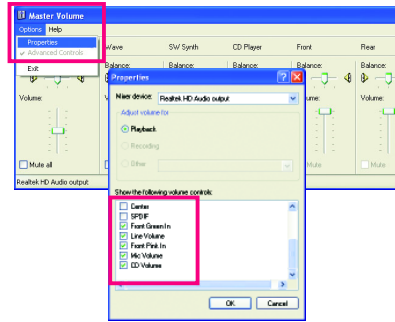 Master Volume
Options Help
Properties
Advanced Controls
Exit
Wave
SW Synth
CD Player
Front
Rear
Balance:
Balance:
Balance:
Balance:
Balance:
Volume:
ume:
Volume:
Mute all
Mute
Mute
Realtek HD Audio output
Properties
Mixer device:
Realtek HD Audio output
Adjust volume for
Playback
Recording
Other
Show the following volume controls:
Center
SPDIF
Front Green In
Line Volume
Front Pink In
Mic Volume
CD Volume
OK
Cancel